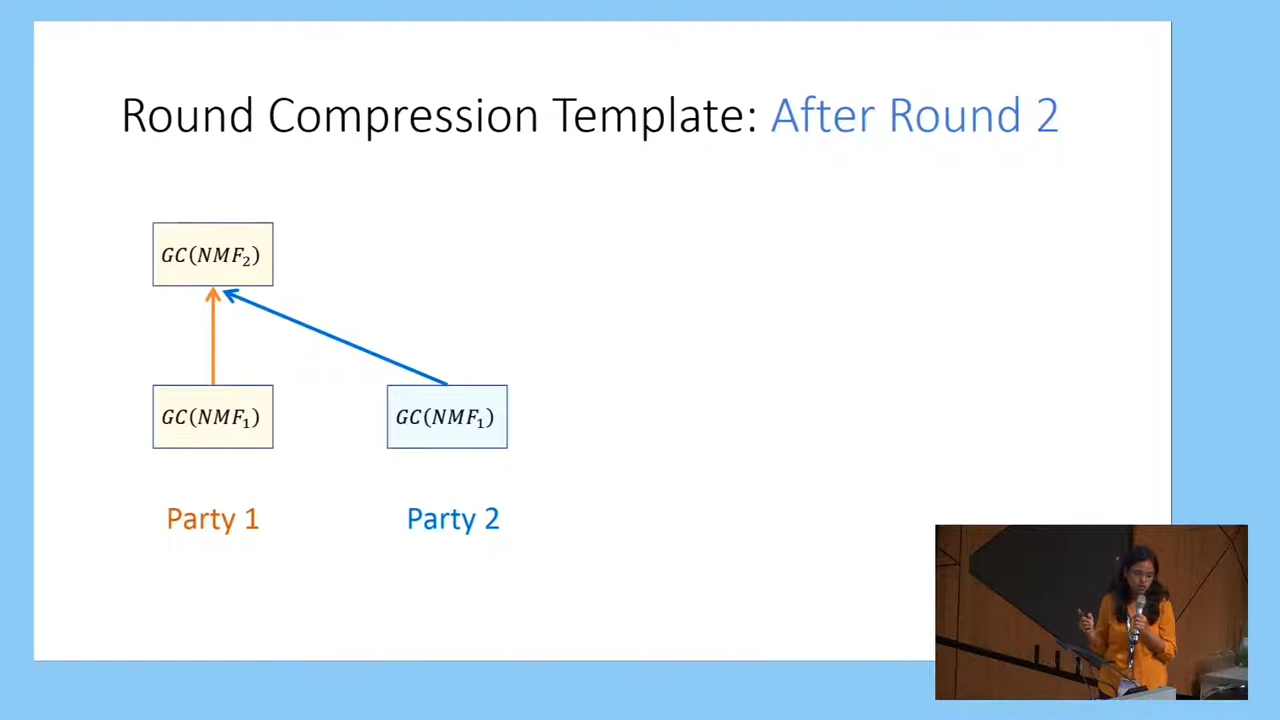 Round Compression Template: After Round 2
GC(NMF₂)
GC(NMF₁) GC(NMF₁)
Party 1 Party 2